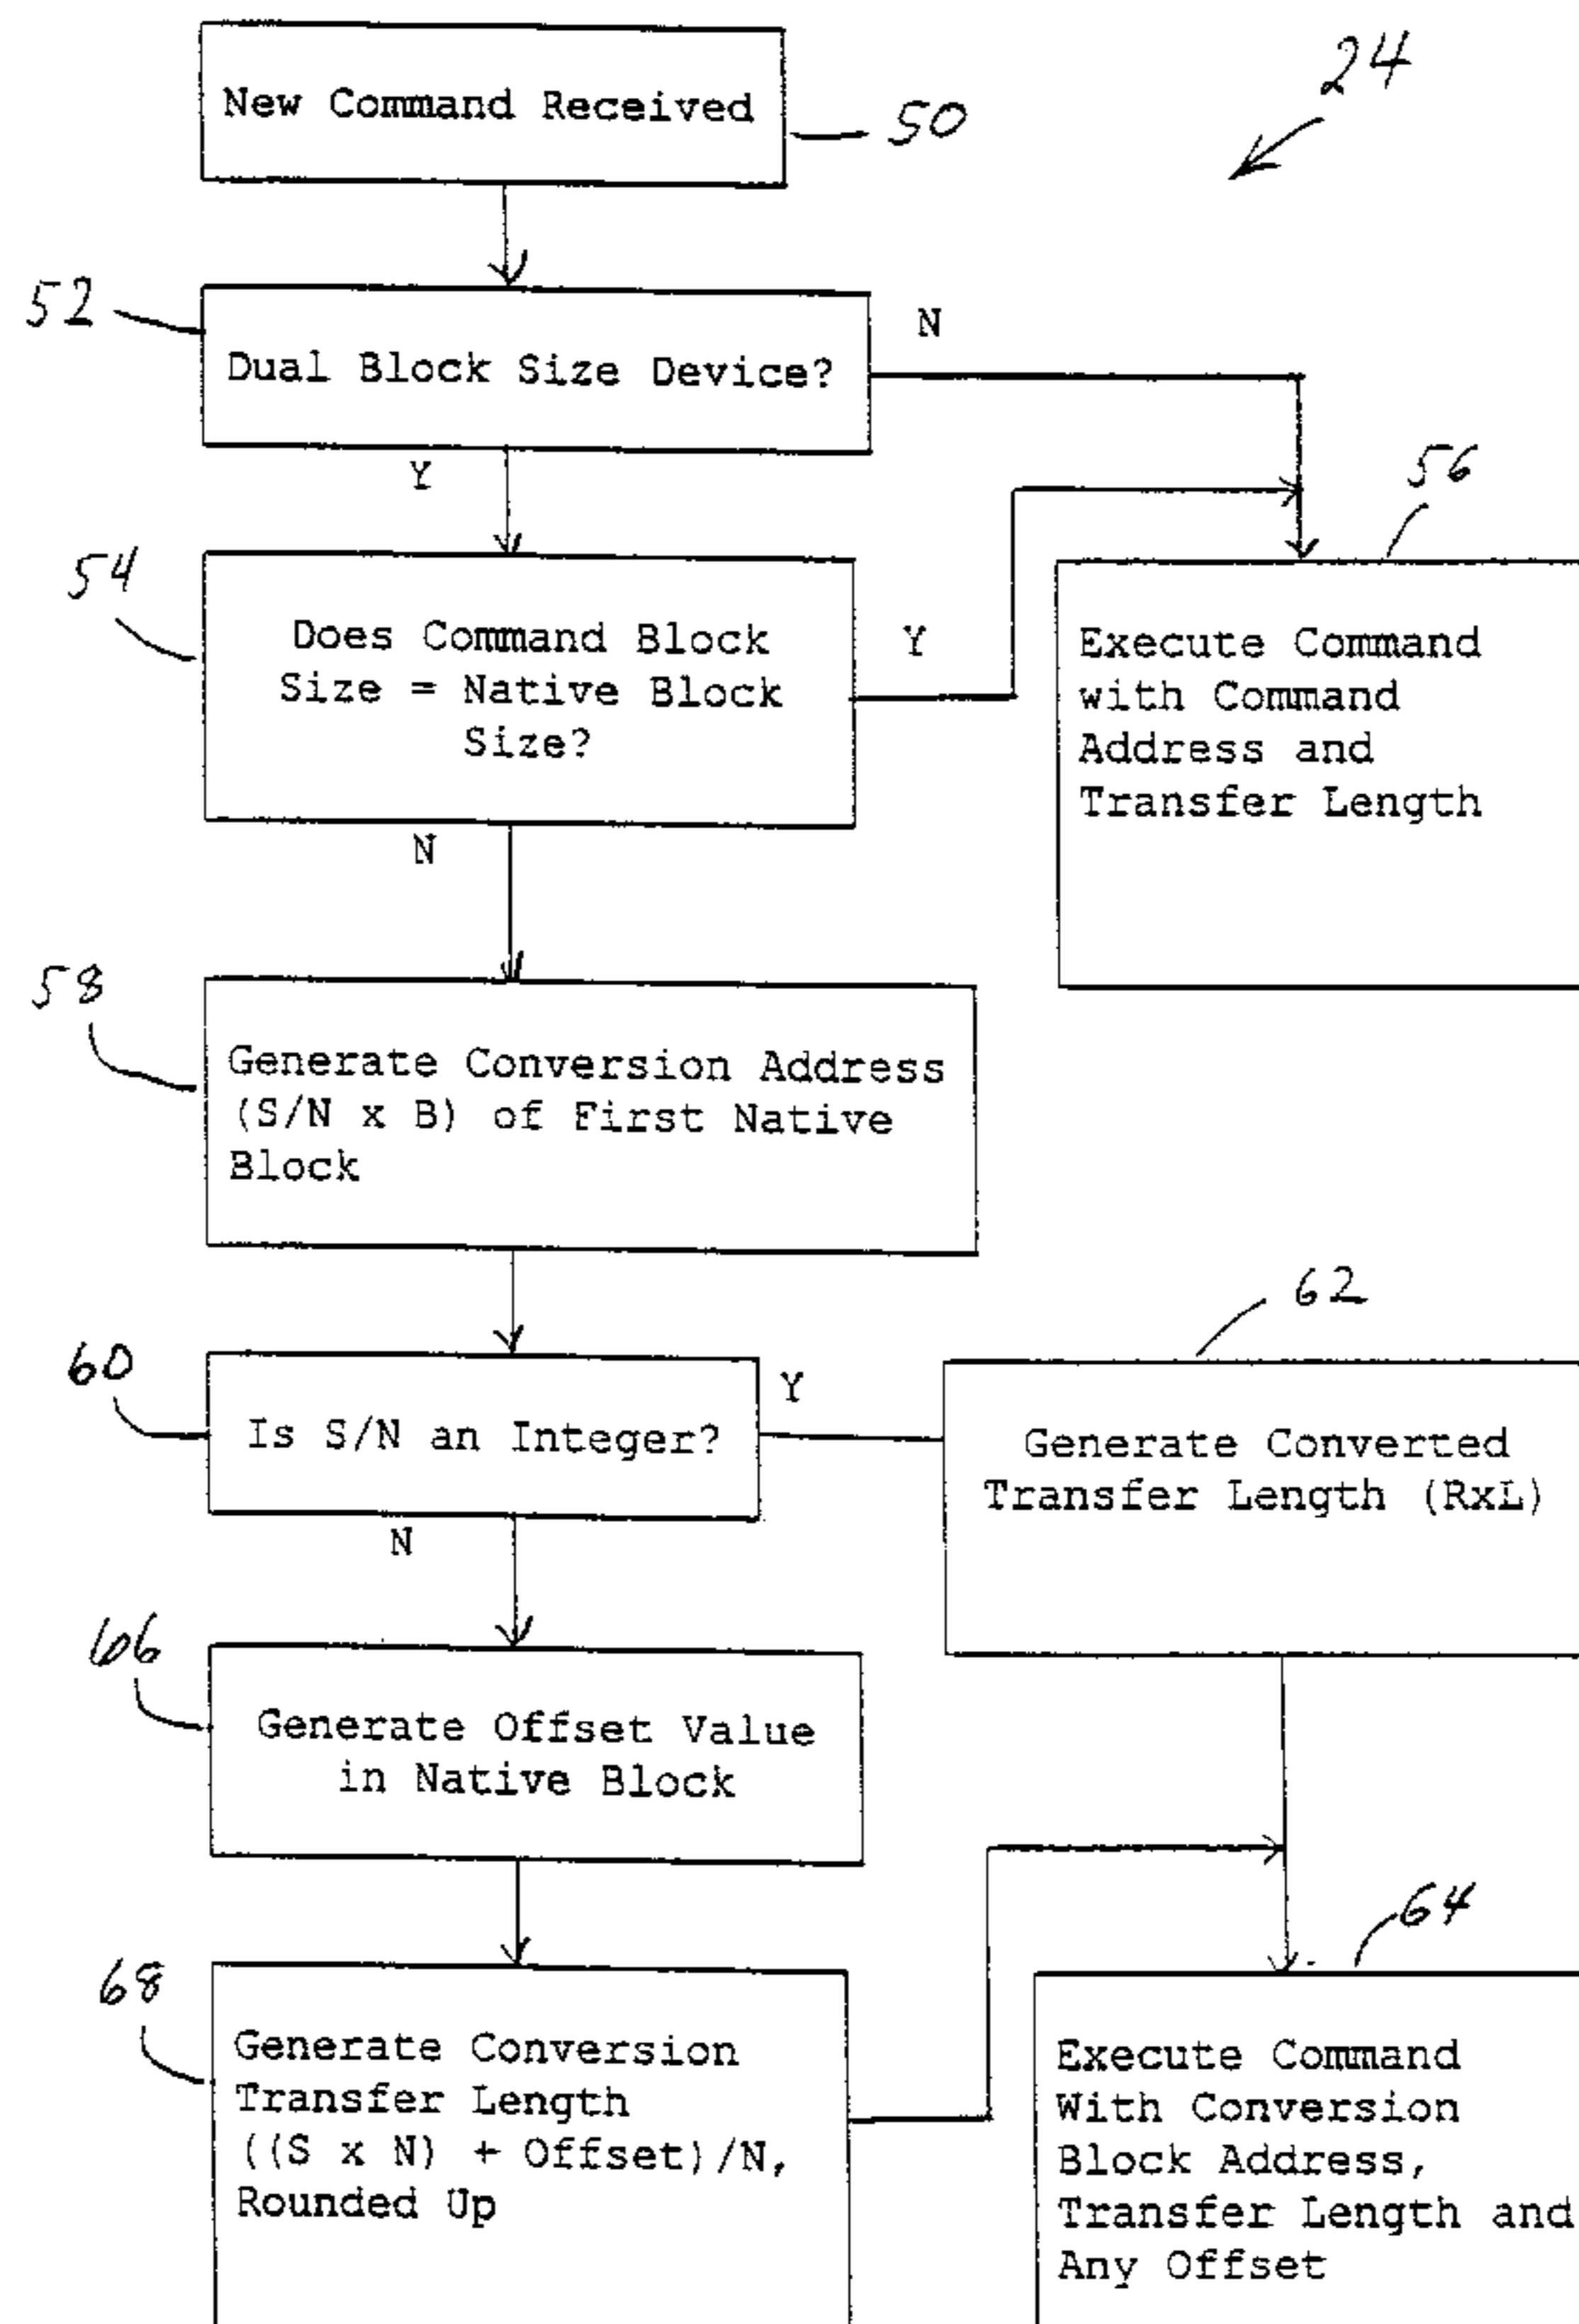 24
New Command Received
50
52
Dual Block Size Device?
N
Y
54
Does Command Block
Size = Native Block
Size?
Y
N
56
Execute Command
with Command
Address and
Transfer Length
58
Generate Conversion Address
(S/N x B) of First Native
Block
60
Is S/N an Integer?
Y
N
62
Generate Converted
Transfer Length (RxL)
66
Generate Offset Value
in Native Block
68
Generate Conversion
Transfer Length
((S x N) + Offset)/N,
Rounded Up
64
Execute Command
With Conversion
Block Address,
Transfer Length and
Any Offset